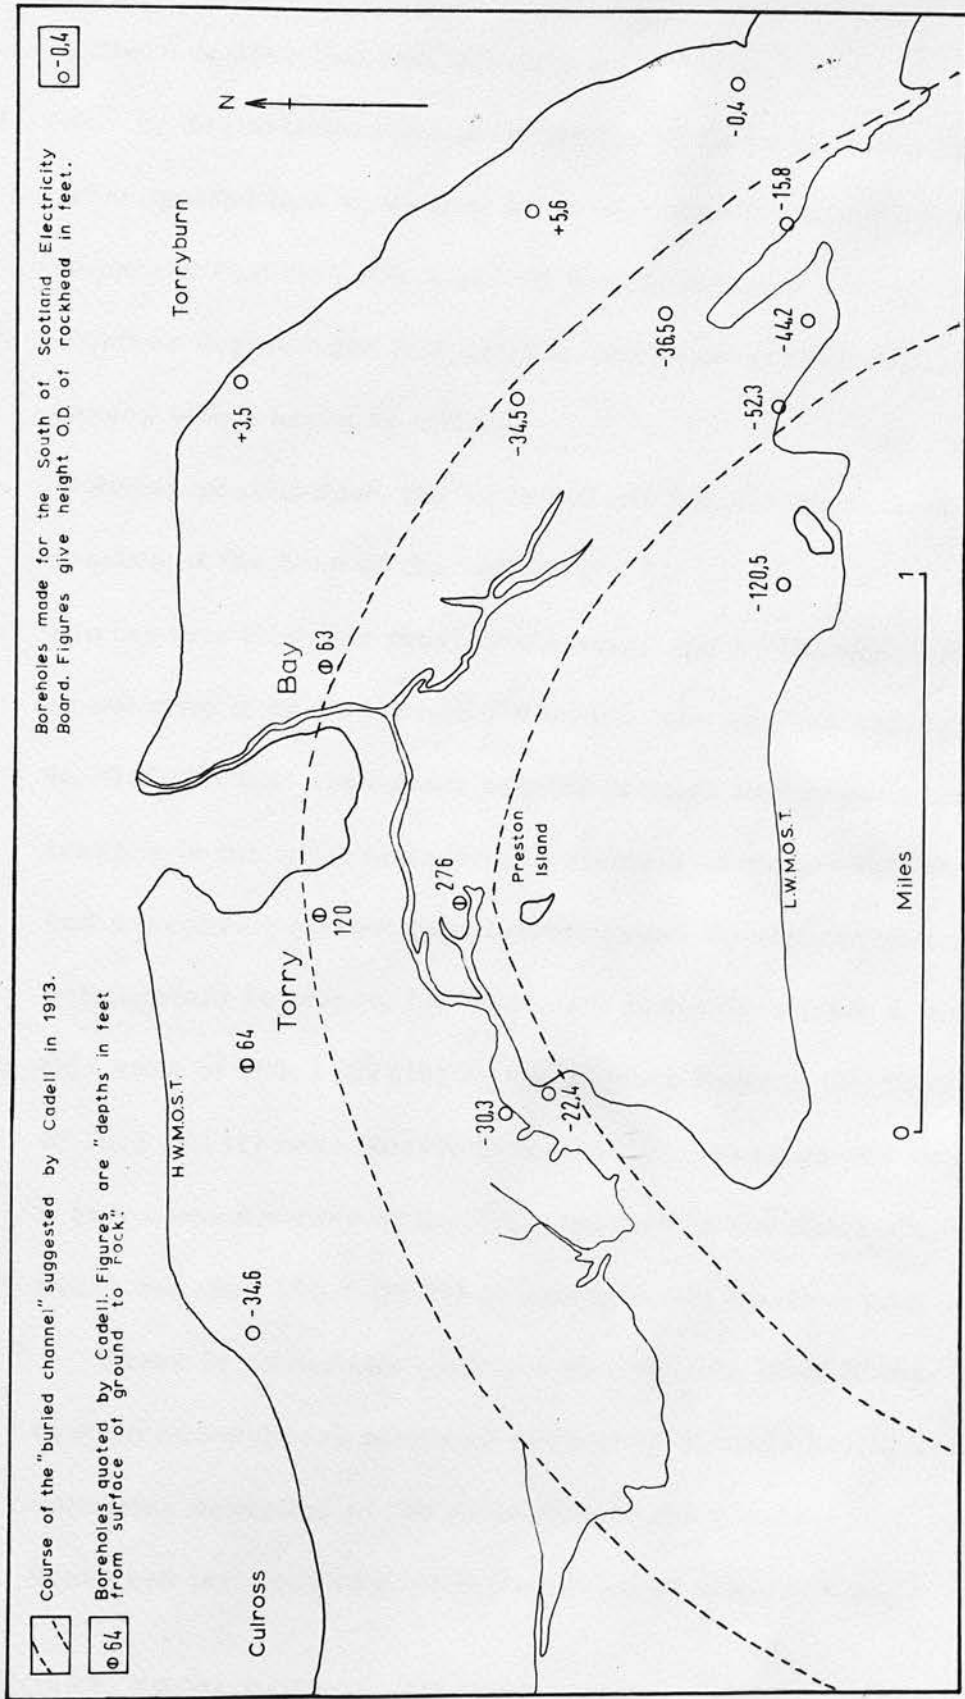 Course of the "buried channel" suggested by Cadell in 1913.
⦶64
Boreholes quoted by Cadell. Figures are "depths in feet
from surface of ground to rock."
Boreholes made for the South of Scotland Electricity
Board. Figures give height O.D. of rockhead in feet.
○-0,4
N
Torryburn
H.W.M.O.S.T.
Culross
-34,6
64
120
Torry
Bay
63
+3,5
+5,6
-0,4
276
Preston
Island
-34,5
-36,5
-15,8
-44,2
-52,3
-120,5
-30,3
-22,4
L.W.M.O.S.T.
0
Miles
1